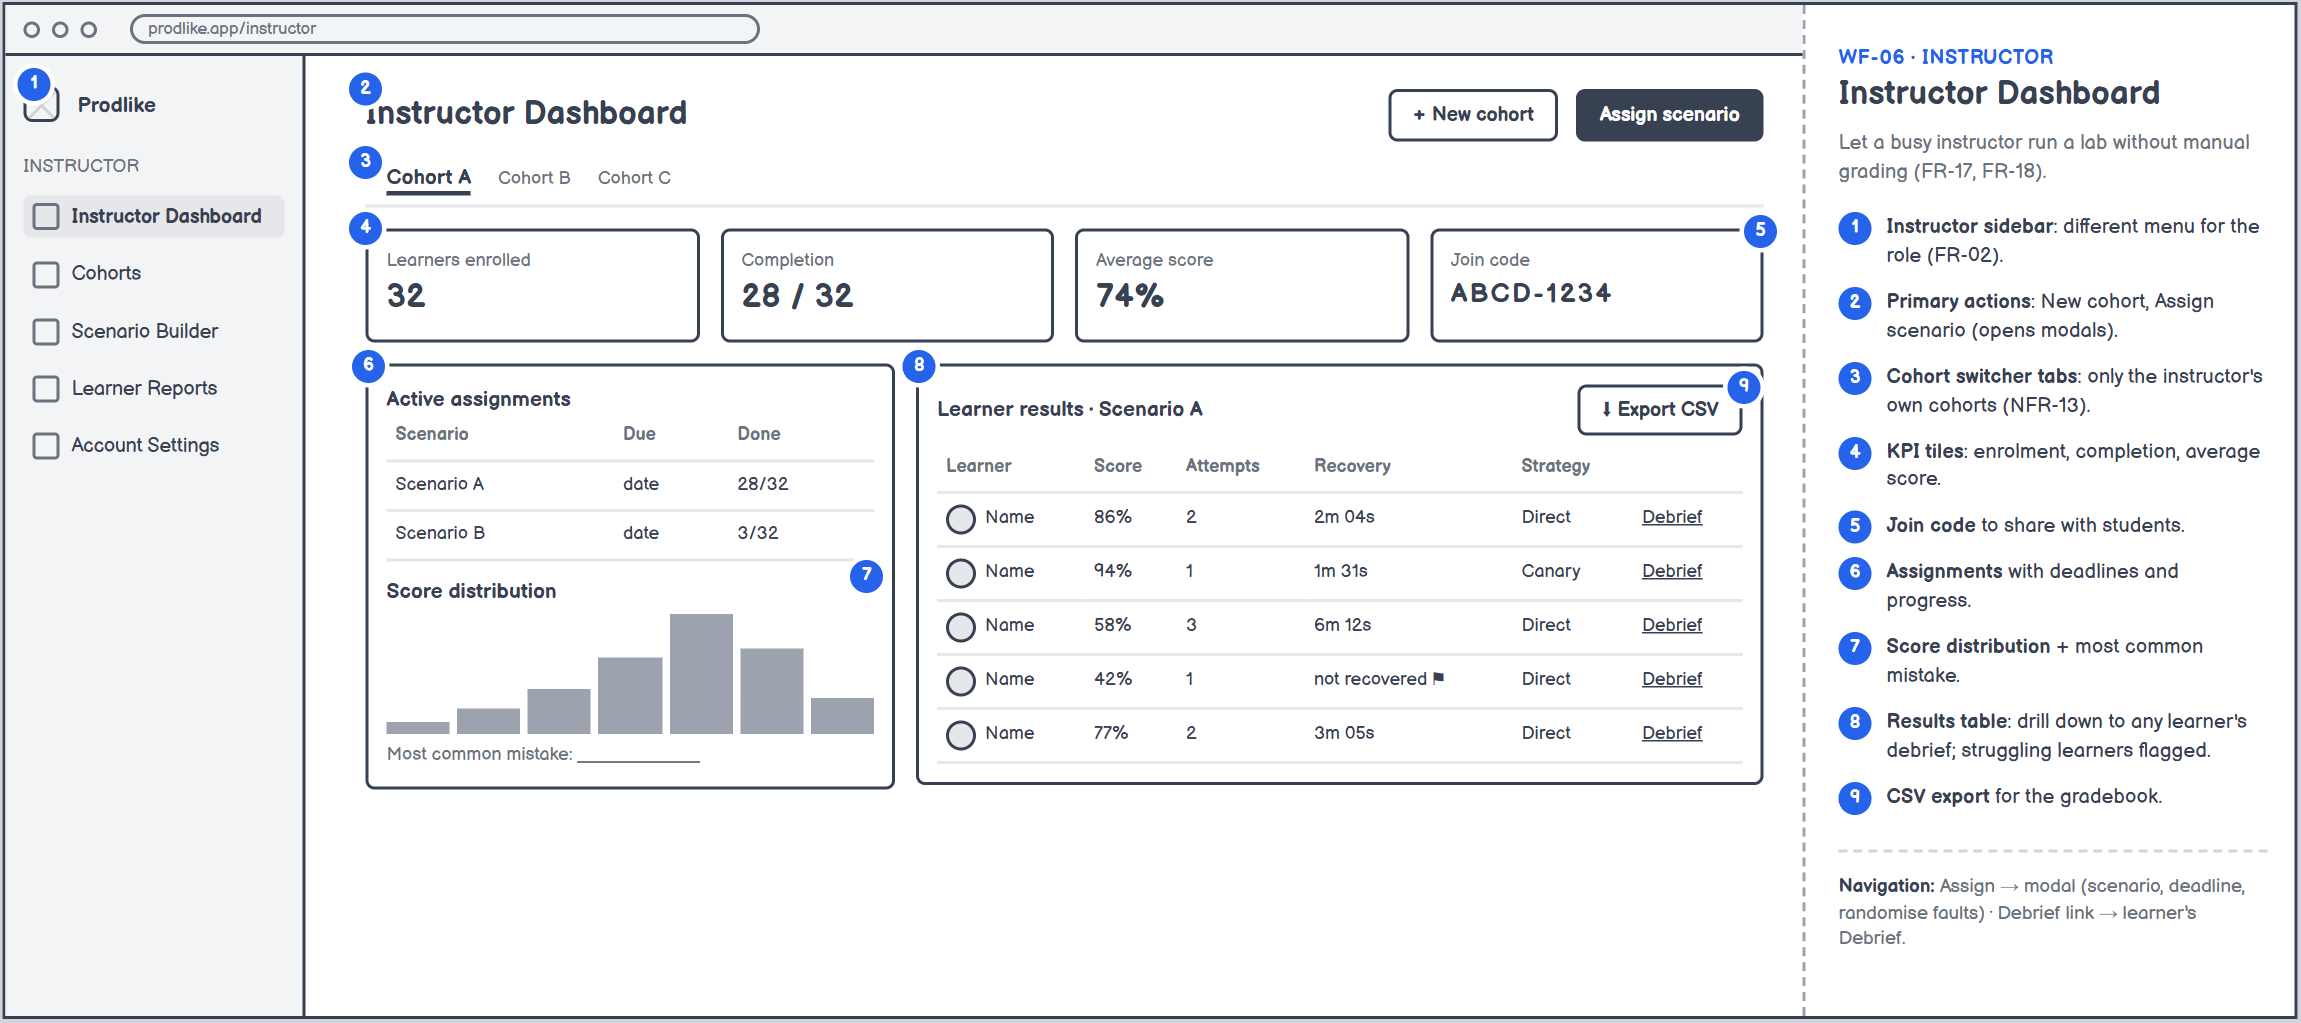 prodlike.app/instructor
1
Prodlike
INSTRUCTOR
Instructor Dashboard
Cohorts
Scenario Builder
Learner Reports
Account Settings
2
Instructor Dashboard
+ New cohort
Assign scenario
3
Cohort A
Cohort B
Cohort C
4
Learners enrolled
32
Completion
28 / 32
Average score
74%
5
Join code
ABCD-1234
6
Active assignments
Scenario Due Done
Scenario A date 28/32
Scenario B date 3/32
7
Score distribution
Most common mistake: ______________
8
Learner results · Scenario A
9
⬇ Export CSV
Learner Score Attempts Recovery Strategy
Name 86% 2 2m 04s Direct Debrief
Name 94% 1 1m 31s Canary Debrief
Name 58% 3 6m 12s Direct Debrief
Name 42% 1 not recovered ⚑ Direct Debrief
Name 77% 2 3m 05s Direct Debrief
WF-06 · INSTRUCTOR
Instructor Dashboard
Let a busy instructor run a lab without manual
grading (FR-17, FR-18).
1 Instructor sidebar: different menu for the
role (FR-02).
2 Primary actions: New cohort, Assign
scenario (opens modals).
3 Cohort switcher tabs: only the instructor's
own cohorts (NFR-13).
4 KPI tiles: enrolment, completion, average
score.
5 Join code to share with students.
6 Assignments with deadlines and
progress.
7 Score distribution + most common
mistake.
8 Results table: drill down to any learner's
debrief; struggling learners flagged.
9 CSV export for the gradebook.
Navigation: Assign → modal (scenario, deadline,
randomise faults) · Debrief link → learner's
Debrief.